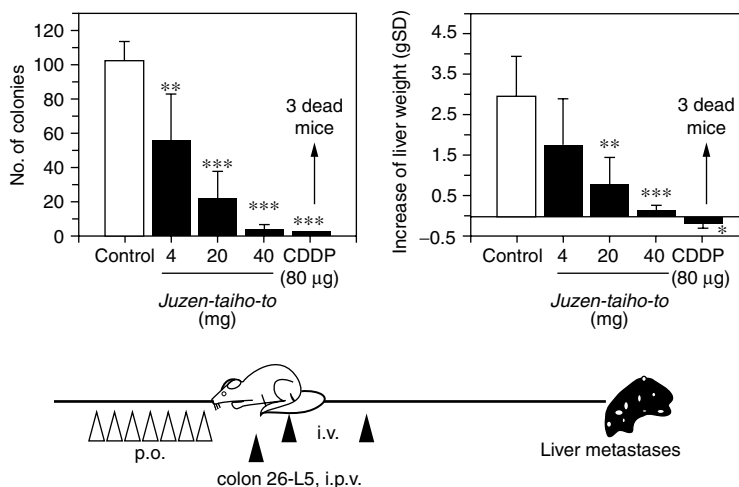 No. of colonies
120
100
80
60
40
20
0
**
***
***
***
3 dead
mice
Control 4 20 40 CDDP
(80 μg)
Juzen-taiho-to
(mg)
Increase of liver weight (gSD)
4.5
3.5
2.5
1.5
0.5
−0.5
**
***
*
3 dead
mice
Control 4 20 40 CDDP
(80 μg)
Juzen-taiho-to
(mg)
p.o.
i.v.
colon 26-L5, i.p.v.
Liver metastases